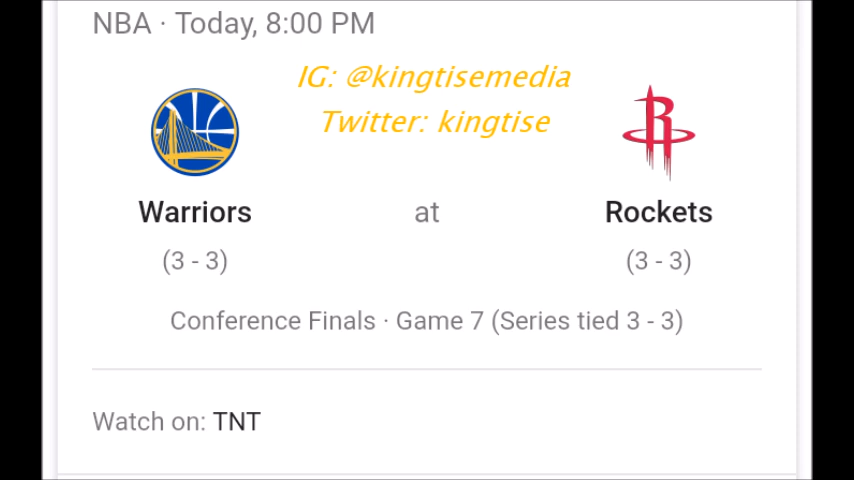 NBA · Today, 8:00 PM
IG: @kingtisemedia
Twitter: kingtise
R
Warriors at Rockets
(3 - 3) (3 - 3)
Conference Finals · Game 7 (Series tied 3 - 3)
Watch on: TNT